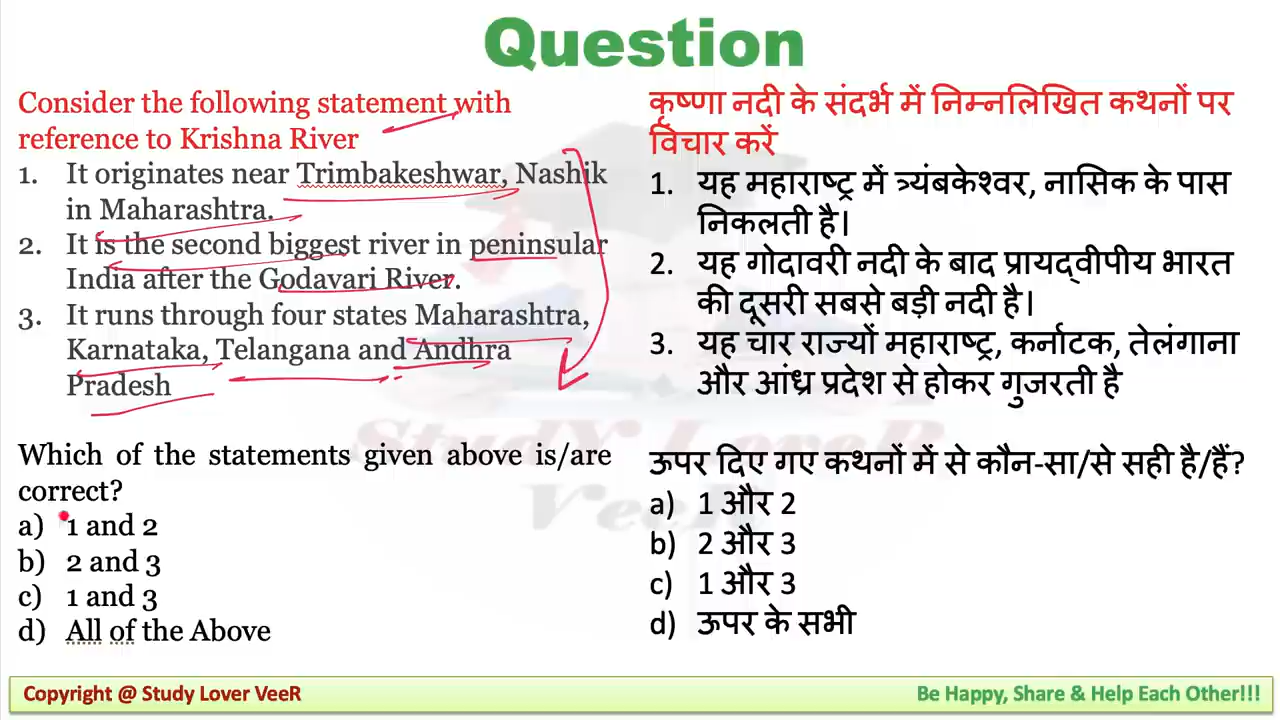 Question
Consider the following statement with
reference to Krishna River
1. It originates near Trimbakeshwar, Nashik
in Maharashtra.
2. It is the second biggest river in peninsular
India after the Godavari River.
3. It runs through four states Maharashtra,
Karnataka, Telangana and Andhra
Pradesh
Which of the statements given above is/are
correct?
a) 1 and 2
b) 2 and 3
c) 1 and 3
d) All of the Above
कृष्णा नदी के संदर्भ में निम्नलिखित कथनों पर
विचार करें
1. यह महाराष्ट्र में त्र्यंबकेश्वर, नासिक के पास
निकलती है।
2. यह गोदावरी नदी के बाद प्रायद्वीपीय भारत
की दूसरी सबसे बड़ी नदी है।
3. यह चार राज्यों महाराष्ट्र, कर्नाटक, तेलंगाना
और आंध्र प्रदेश से होकर गुजरती है
ऊपर दिए गए कथनों में से कौन-सा/से सही है/हैं?
a) 1 और 2
b) 2 और 3
c) 1 और 3
d) ऊपर के सभी
StudY LoveR
VeeR
Copyright @ Study Lover VeeR
Be Happy, Share & Help Each Other!!!